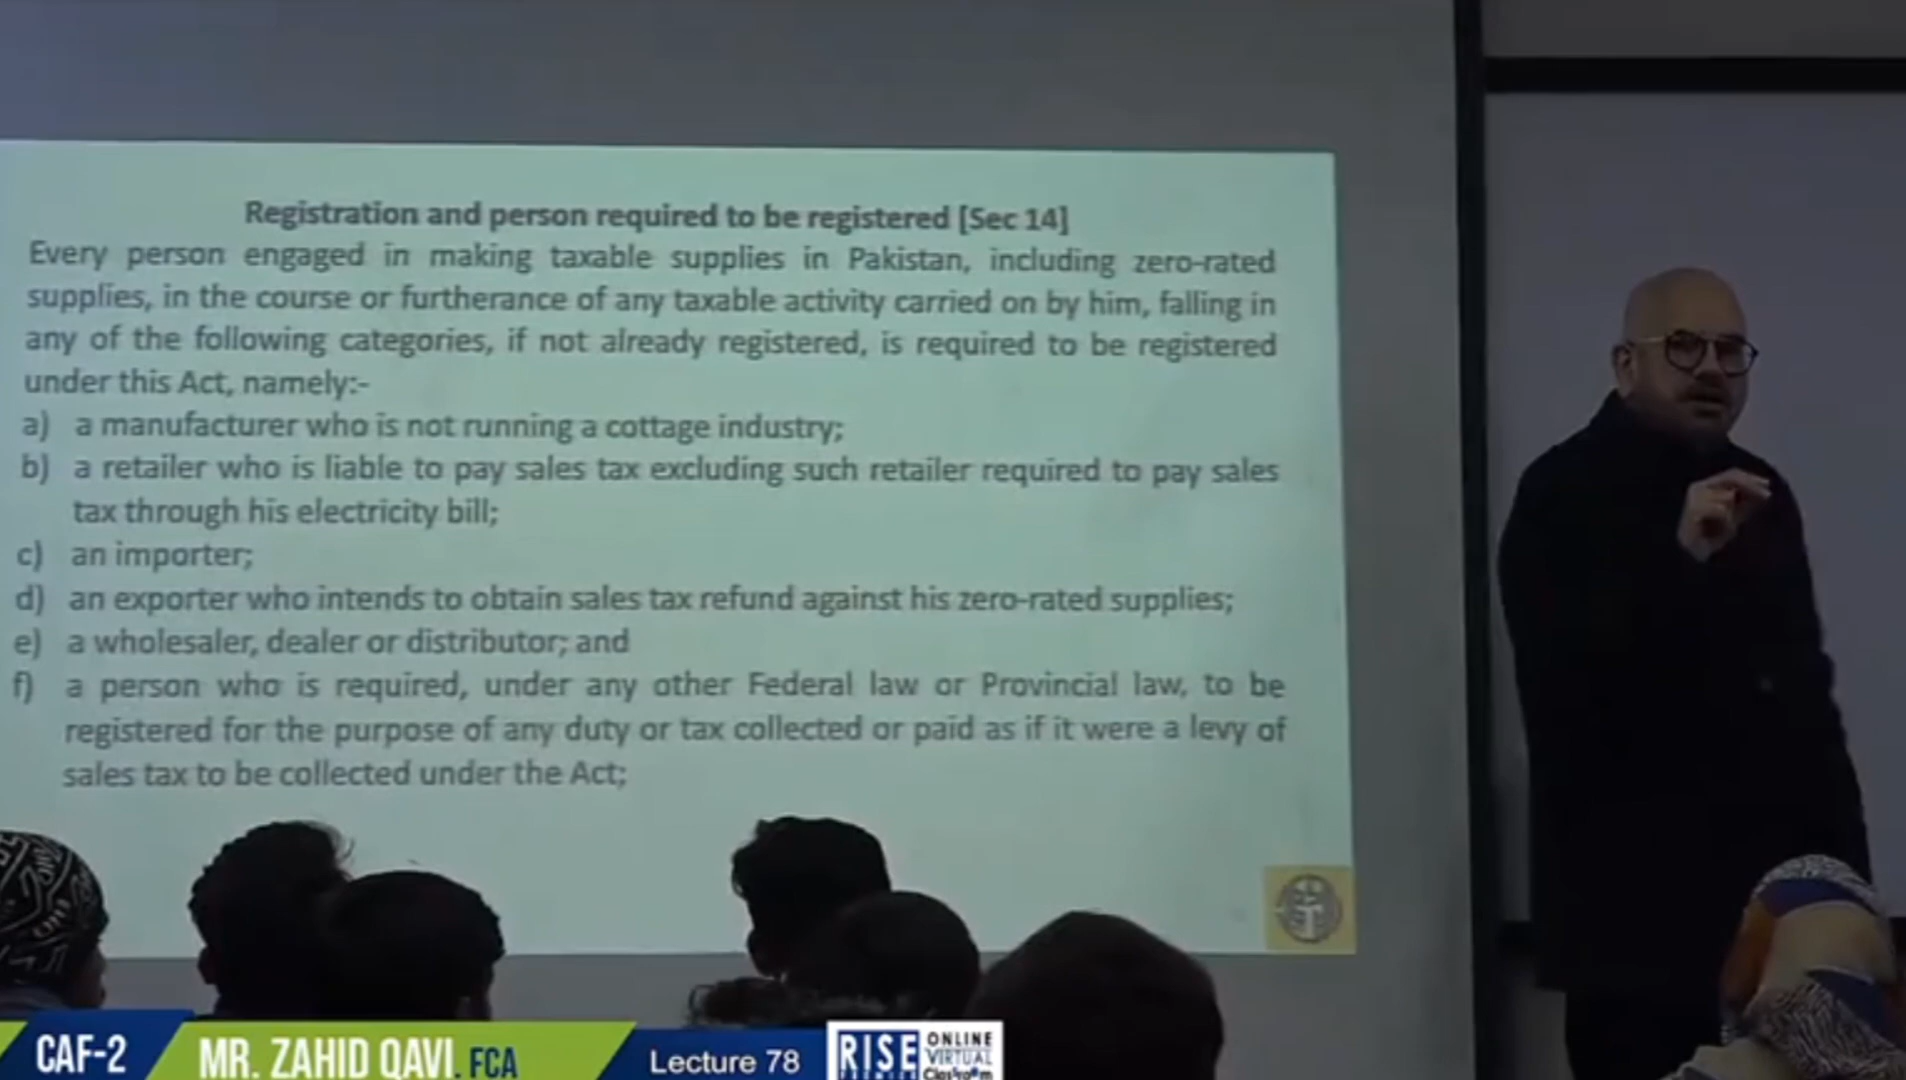 Registration and person required to be registered [Sec 14]
Every person engaged in making taxable supplies in Pakistan, including zero-rated
supplies, in the course or furtherance of any taxable activity carried on by him, falling in
any of the following categories, if not already registered, is required to be registered
under this Act, namely:-
a) a manufacturer who is not running a cottage industry;
b) a retailer who is liable to pay sales tax excluding such retailer required to pay sales
tax through his electricity bill;
c) an importer;
d) an exporter who intends to obtain sales tax refund against his zero-rated supplies;
e) a wholesaler, dealer or distributor; and
f) a person who is required, under any other Federal law or Provincial law, to be
registered for the purpose of any duty or tax collected or paid as if it were a levy of
sales tax to be collected under the Act;
CAF-2
MR. ZAHID QAVI. FCA
Lecture 78
RISE
ONLINE
VIRTUAL
Classroom